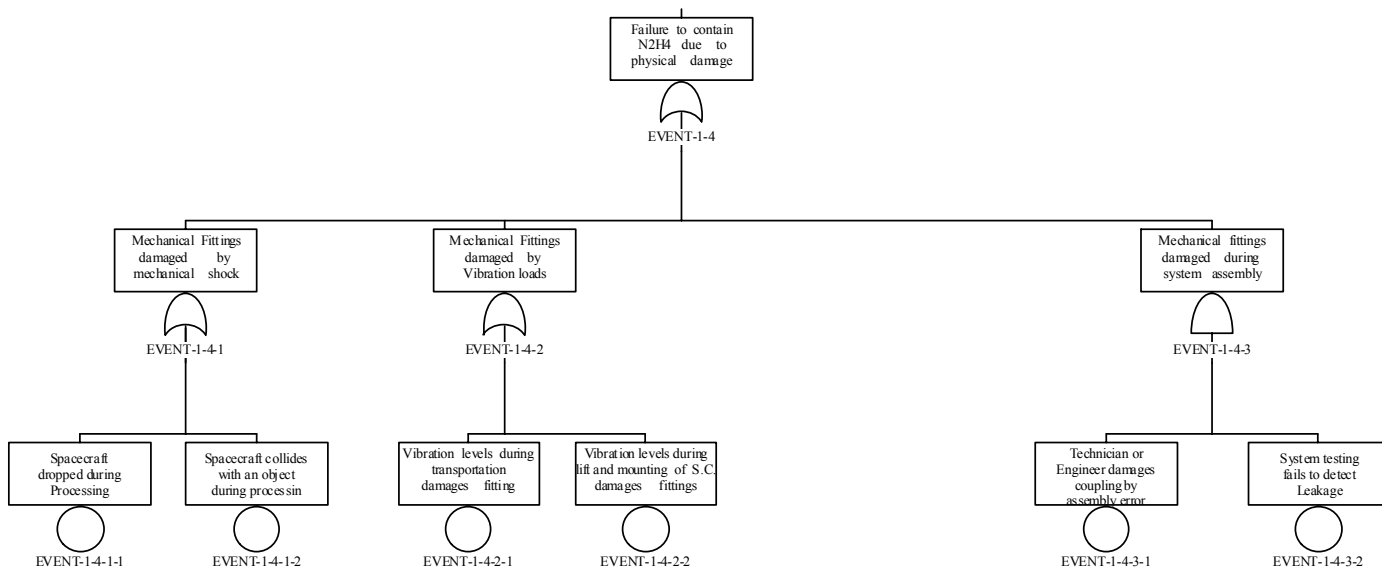 Failure to contain
N2H4 due to
physical damage
EVENT-1-4
Mechanical Fittings
damaged by
mechanical shock
EVENT-1-4-1
Mechanical Fittings
damaged by
Vibration loads
EVENT-1-4-2
Mechanical fittings
damaged during
system assembly
EVENT-1-4-3
Spacecraft
dropped during
Processing
EVENT-1-4-1-1
Spacecraft collides
with an object
during processin
EVENT-1-4-1-2
Vibration levels during
transportation
damages fitting
EVENT-1-4-2-1
Vibration levels during
lift and mounting of S.C.
damages fittings
EVENT-1-4-2-2
Technician or
Engineer damages
coupling by
assembly error
EVENT-1-4-3-1
System testing
fails to detect
Leakage
EVENT-1-4-3-2